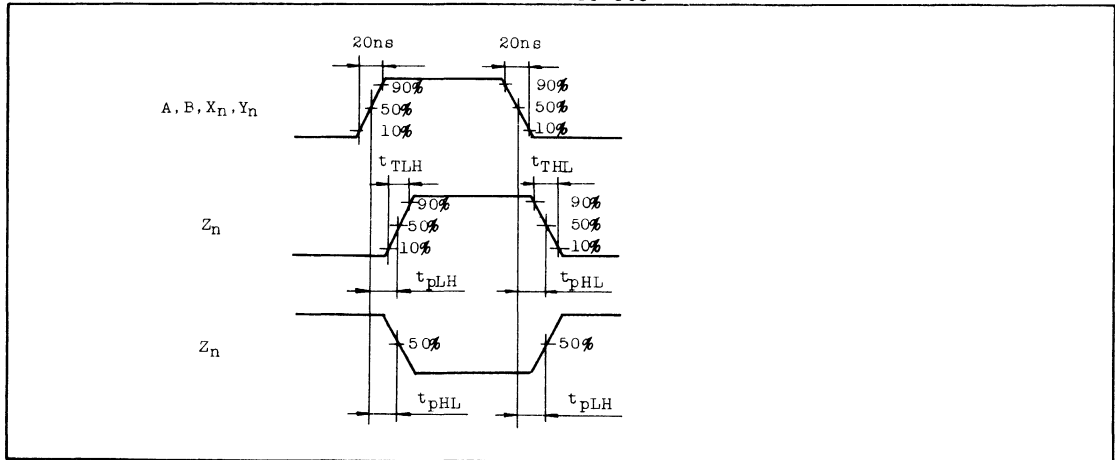 20ns 20ns
90% 90%
A, B, Xn, Yn 50% 50%
10% 10%
tTLH tTHL
90% 90%
Zn 50% 50%
10% 10%
tpLH tpHL
Zn 50% 50%
tpHL tpLH